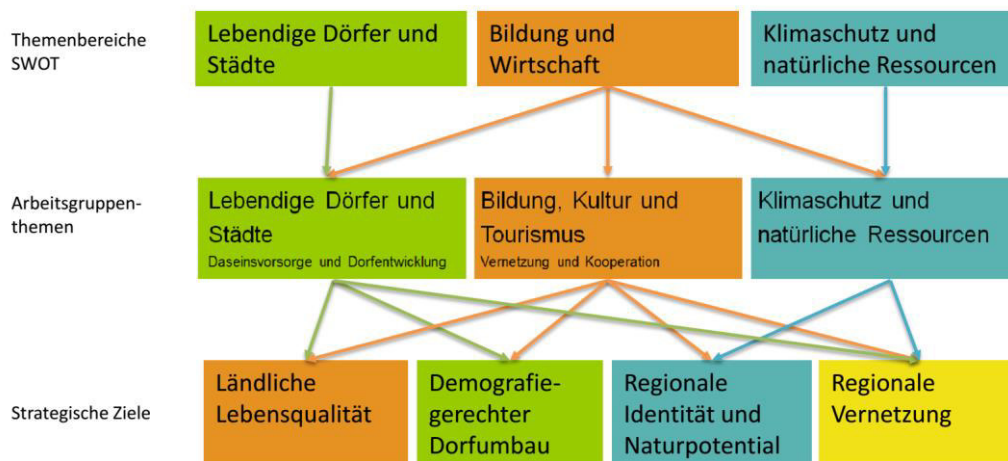 Themenbereiche
SWOT
Lebendige Dörfer und
Städte
Bildung und
Wirtschaft
Klimaschutz und
natürliche Ressourcen
Arbeitsgruppen-
themen
Lebendige Dörfer und
Städte
Daseinsvorsorge und Dorfentwicklung
Bildung, Kultur und
Tourismus
Vernetzung und Kooperation
Klimaschutz und
natürliche Ressourcen
Strategische Ziele
Ländliche
Lebensqualität
Demografie-
gerechter
Dorfumbau
Regionale
Identität und
Naturpotential
Regionale
Vernetzung